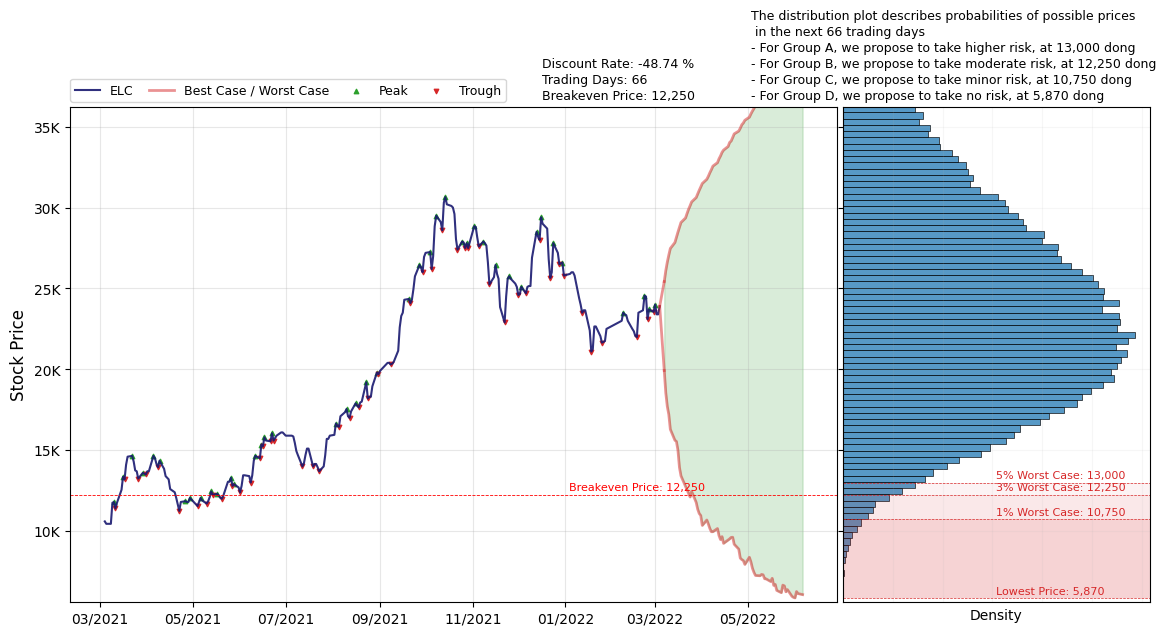 The distribution plot describes probabilities of possible prices
in the next 66 trading days
- For Group A, we propose to take higher risk, at 13,000 dong
- For Group B, we propose to take moderate risk, at 12,250 dong
- For Group C, we propose to take minor risk, at 10,750 dong
- For Group D, we propose to take no risk, at 5,870 dong
Discount Rate: -48.74 %
Trading Days: 66
Breakeven Price: 12,250
ELC
Best Case / Worst Case
Peak
Trough
Stock Price
35K
30K
25K
20K
15K
10K
Breakeven Price: 12,250
03/2021
05/2021
07/2021
09/2021
11/2021
01/2022
03/2022
05/2022
5% Worst Case: 13,000
3% Worst Case: 12,250
1% Worst Case: 10,750
Lowest Price: 5,870
Density